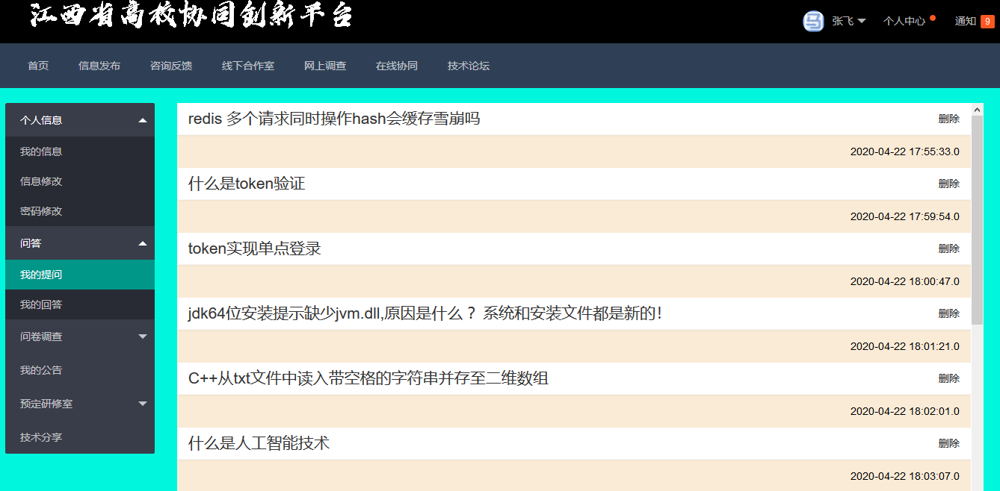 江西省高校协同创新平台
张飞 个人中心 通知 9
首页 信息发布 咨询反馈 线下合作室 网上调查 在线协同 技术论坛
个人信息
我的信息
信息修改
密码修改
问答
我的提问
我的回答
问卷调查
我的公告
预定研修室
技术分享
redis 多个请求同时操作hash会缓存雪崩吗 删除
2020-04-22 17:55:33.0
什么是token验证 删除
2020-04-22 17:59:54.0
token实现单点登录 删除
2020-04-22 18:00:47.0
jdk64位安装提示缺少jvm.dll,原因是什么？ 系统和安装文件都是新的！ 删除
2020-04-22 18:01:21.0
C++从txt文件中读入带空格的字符串并存至二维数组 删除
2020-04-22 18:02:01.0
什么是人工智能技术 删除
2020-04-22 18:03:07.0